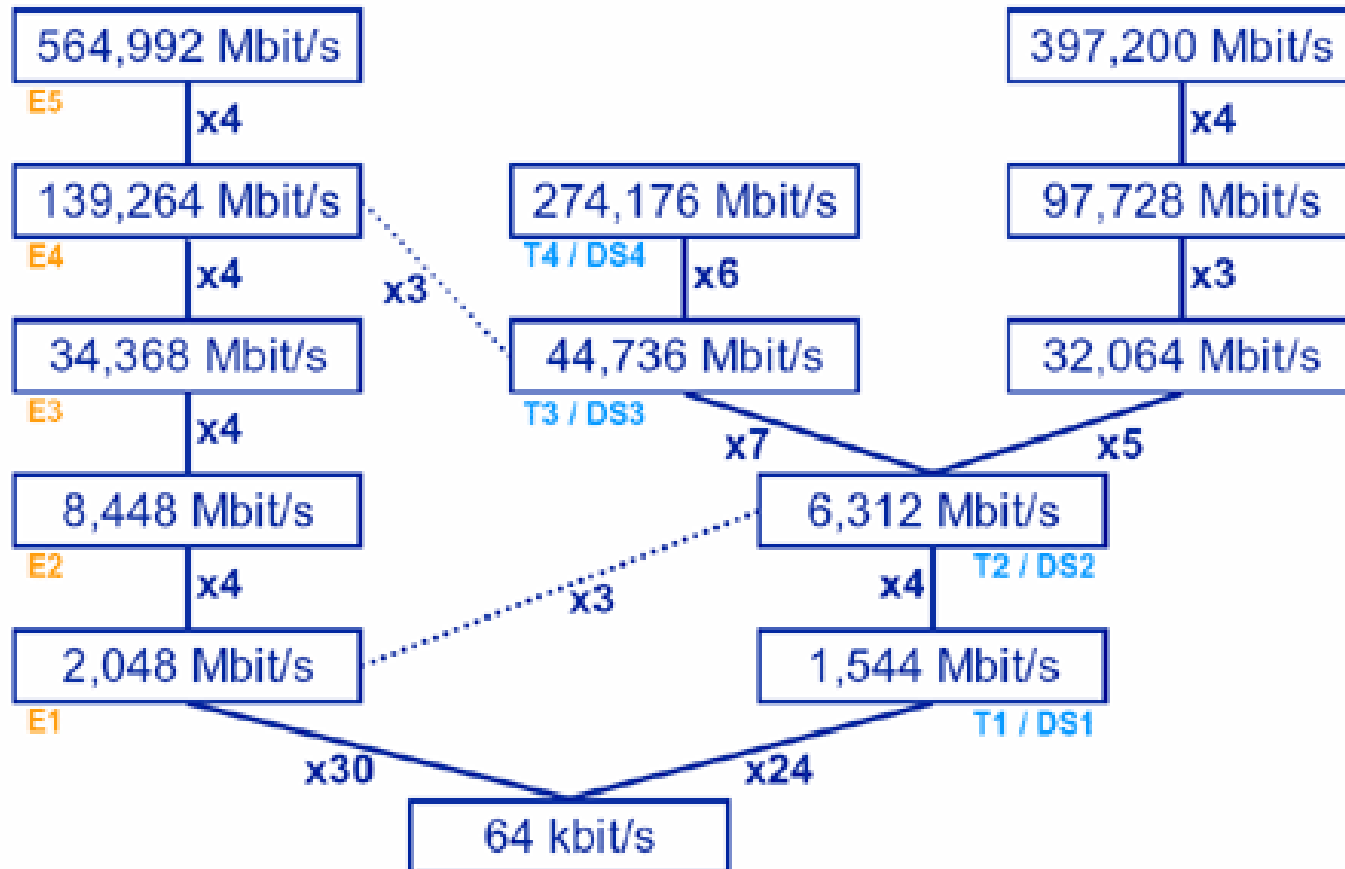 564,992 Mbit/s
397,200 Mbit/s
E5
x4
x4
139,264 Mbit/s
274,176 Mbit/s
97,728 Mbit/s
E4
T4 / DS4
x4
x3
x6
x3
34,368 Mbit/s
44,736 Mbit/s
32,064 Mbit/s
E3
T3 / DS3
x4
x7
x5
8,448 Mbit/s
6,312 Mbit/s
E2
T2 / DS2
x4
x3
x4
2,048 Mbit/s
1,544 Mbit/s
E1
T1 / DS1
x30
x24
64 kbit/s